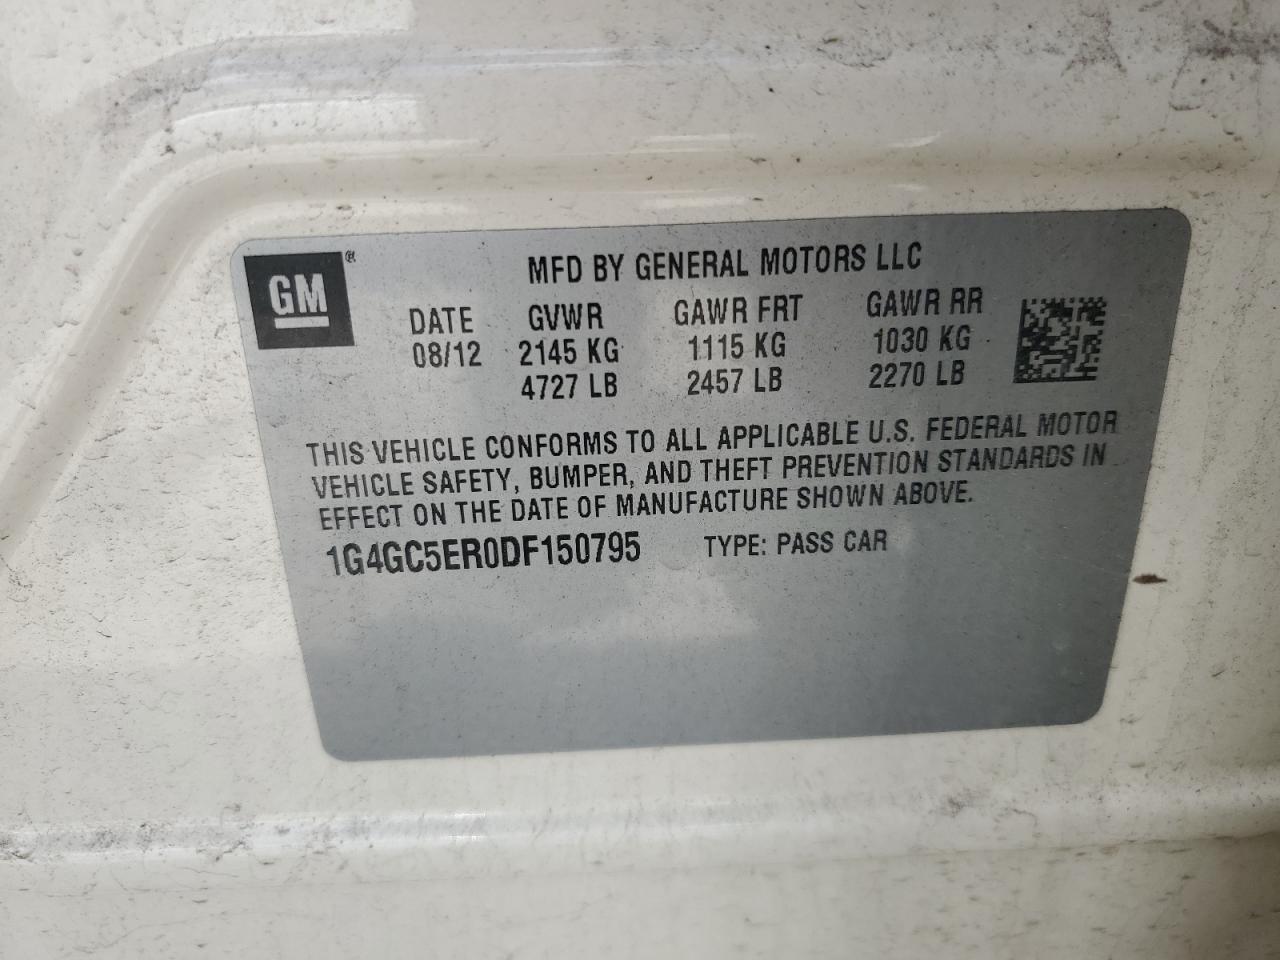 GM®
MFD BY GENERAL MOTORS LLC
DATE GVWR GAWR FRT GAWR RR
08/12 2145 KG 1115 KG 1030 KG
4727 LB 2457 LB 2270 LB
THIS VEHICLE CONFORMS TO ALL APPLICABLE U.S. FEDERAL MOTOR
VEHICLE SAFETY, BUMPER, AND THEFT PREVENTION STANDARDS IN
EFFECT ON THE DATE OF MANUFACTURE SHOWN ABOVE.
1G4GC5ER0DF150795 TYPE: PASS CAR